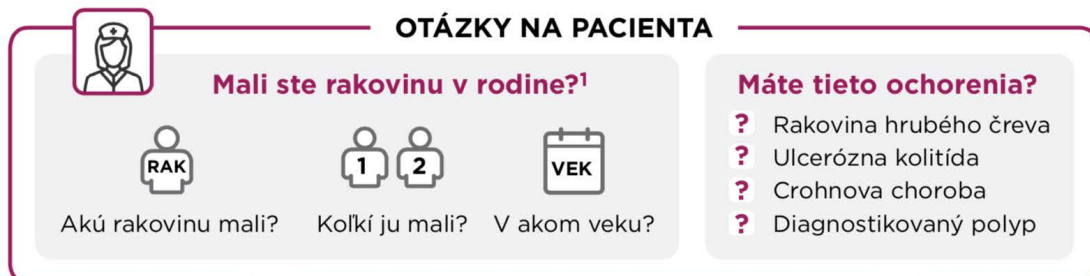 OTÁZKY NA PACIENTA
Mali ste rakovinu v rodine?¹
RAK
1 2
VEK
Akú rakovinu mali?
Koľkí ju mali?
V akom veku?
Máte tieto ochorenia?
? Rakovina hrubého čreva
? Ulcerózna kolitída
? Crohnova choroba
? Diagnostikovaný polyp